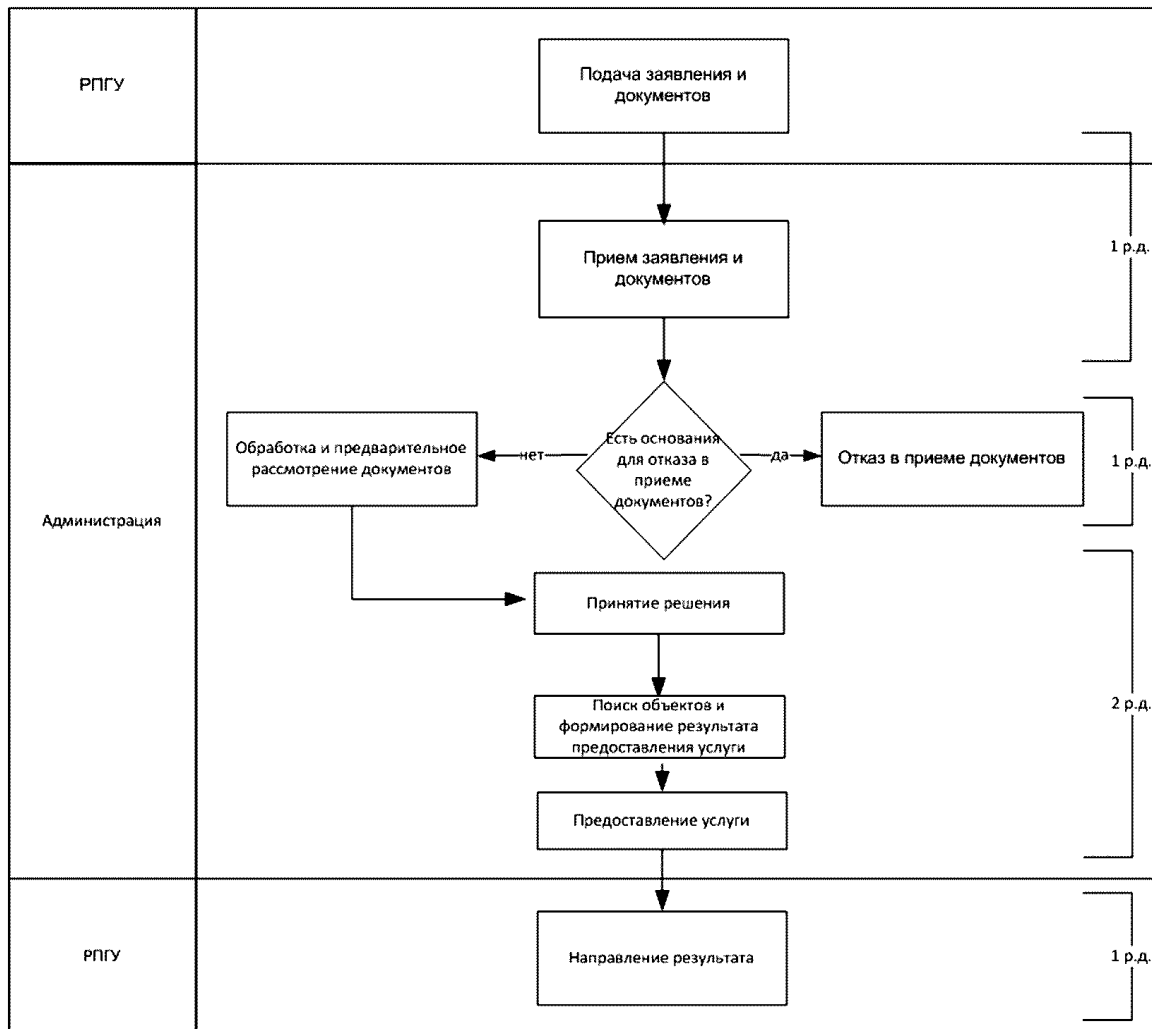 РПГУ
Подача заявления и
документов
Прием заявления и
документов
1 р.д.
Администрация
Обработка и предварительное
рассмотрение документов
нет
Есть основания
для отказа в
приеме
документов?
да
Отказ в приеме документов
1 р.д.
Принятие решения
Поиск объектов и
формирование результата
предоставления услуги
Предоставление услуги
2 р.д.
РПГУ
Направление результата
1 р.д.